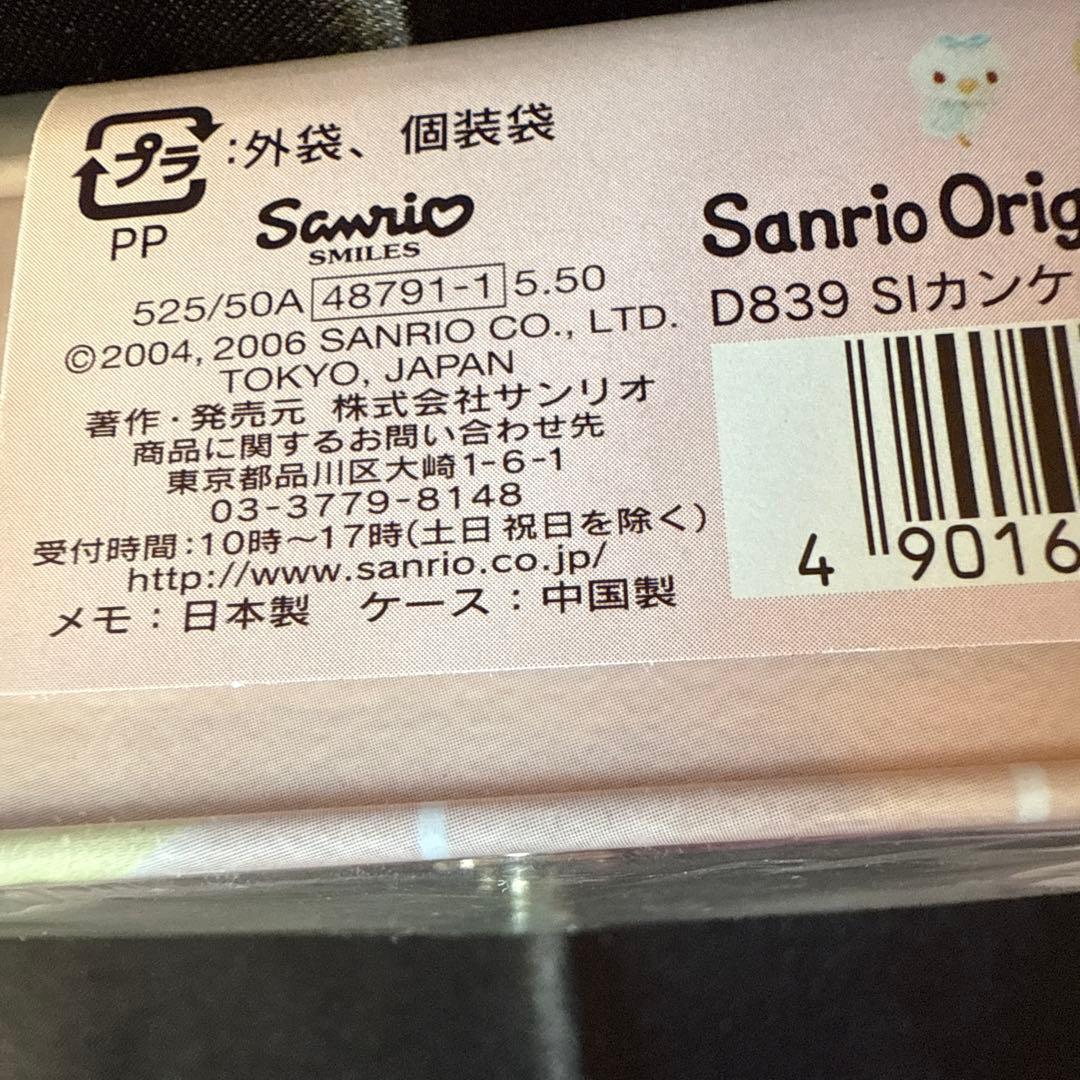 プラ :外袋、個装袋
PP
Sanrio
SMILES
525/50A 48791-1 5.50
©2004, 2006 SANRIO CO., LTD.
TOKYO, JAPAN
著作・発売元 株式会社サンリオ
商品に関するお問い合わせ先
東京都品川区大崎1-6-1
03-3779-8148
受付時間:10時〜17時(土日 祝日を除く)
http://www.sanrio.co.jp/
メモ:日本製 ケース:中国製
Sanrio Orig
D839 SIカンケ
4 9016